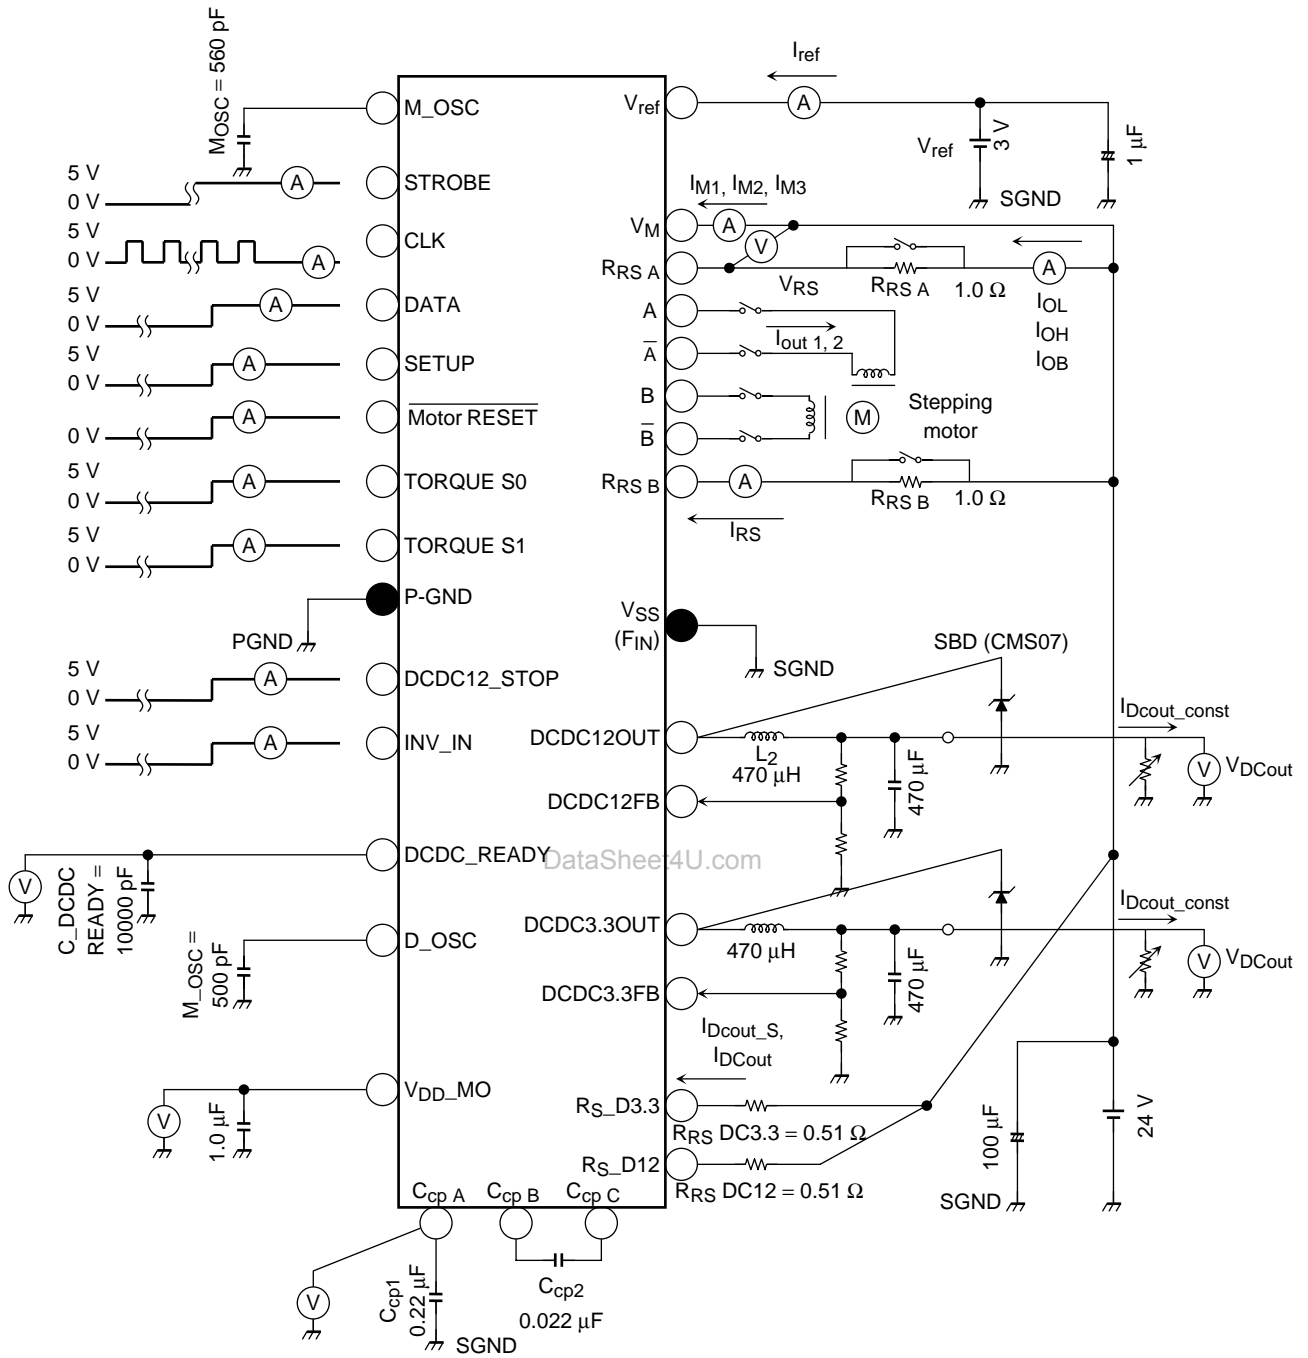 MOSC = 560 pF
M_OSC
5 V
0 V
A
STROBE
5 V
0 V
A
CLK
5 V
0 V
A
DATA
5 V
0 V
A
SETUP
0 V
A
Motor RESET
5 V
0 V
A
TORQUE S0
5 V
0 V
A
TORQUE S1
PGND
P-GND
5 V
0 V
A
DCDC12_STOP
5 V
0 V
A
INV_IN
V
C_DCDC
READY =
10000 pF
DCDC_READY
M_OSC =
500 pF
D_OSC
V
1.0 μF
VDD_MO
Ccp A
Ccp B
Ccp C
V
Ccp1
0.22 μF
SGND
Ccp2
0.022 μF
Iref
Vref
A
Vref
3 V
1 μF
SGND
IM1, IM2, IM3
VM
A
V
RRS A
VRS
RRS A
1.0 Ω
A
IOL
IOH
IOB
A
Iout 1, 2
A
B
B
M
Stepping
motor
RRS B
A
RRS B
1.0 Ω
IRS
VSS
(FIN)
SGND
SBD (CMS07)
DCDC12OUT
L2
470 μH
470 μF
IDcout_const
V
VDCout
DCDC12FB
DataSheet4U.com
DCDC3.3OUT
470 μH
470 μF
IDcout_const
V
VDCout
DCDC3.3FB
IDcout_S,
IDCout
RS_D3.3
RRS DC3.3 = 0.51 Ω
RS_D12
RRS DC12 = 0.51 Ω
100 μF
SGND
24 V